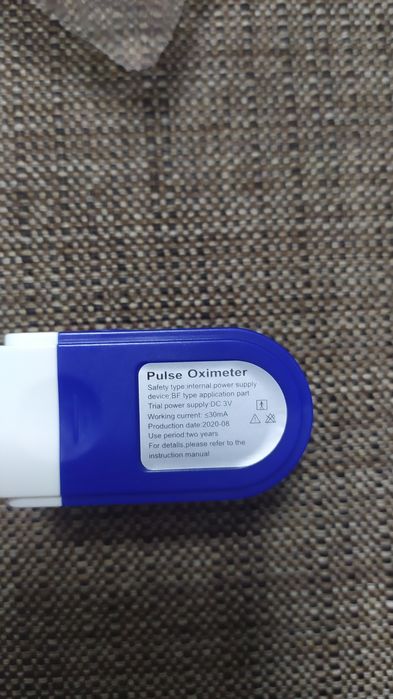 Pulse Oximeter
Safety type:internal power supply
device;BF type application part
Trial power supply:DC 3V
Working current: ≤30mA
Production date:2020-08
Use period:two years
For details,please refer to the
instruction manual